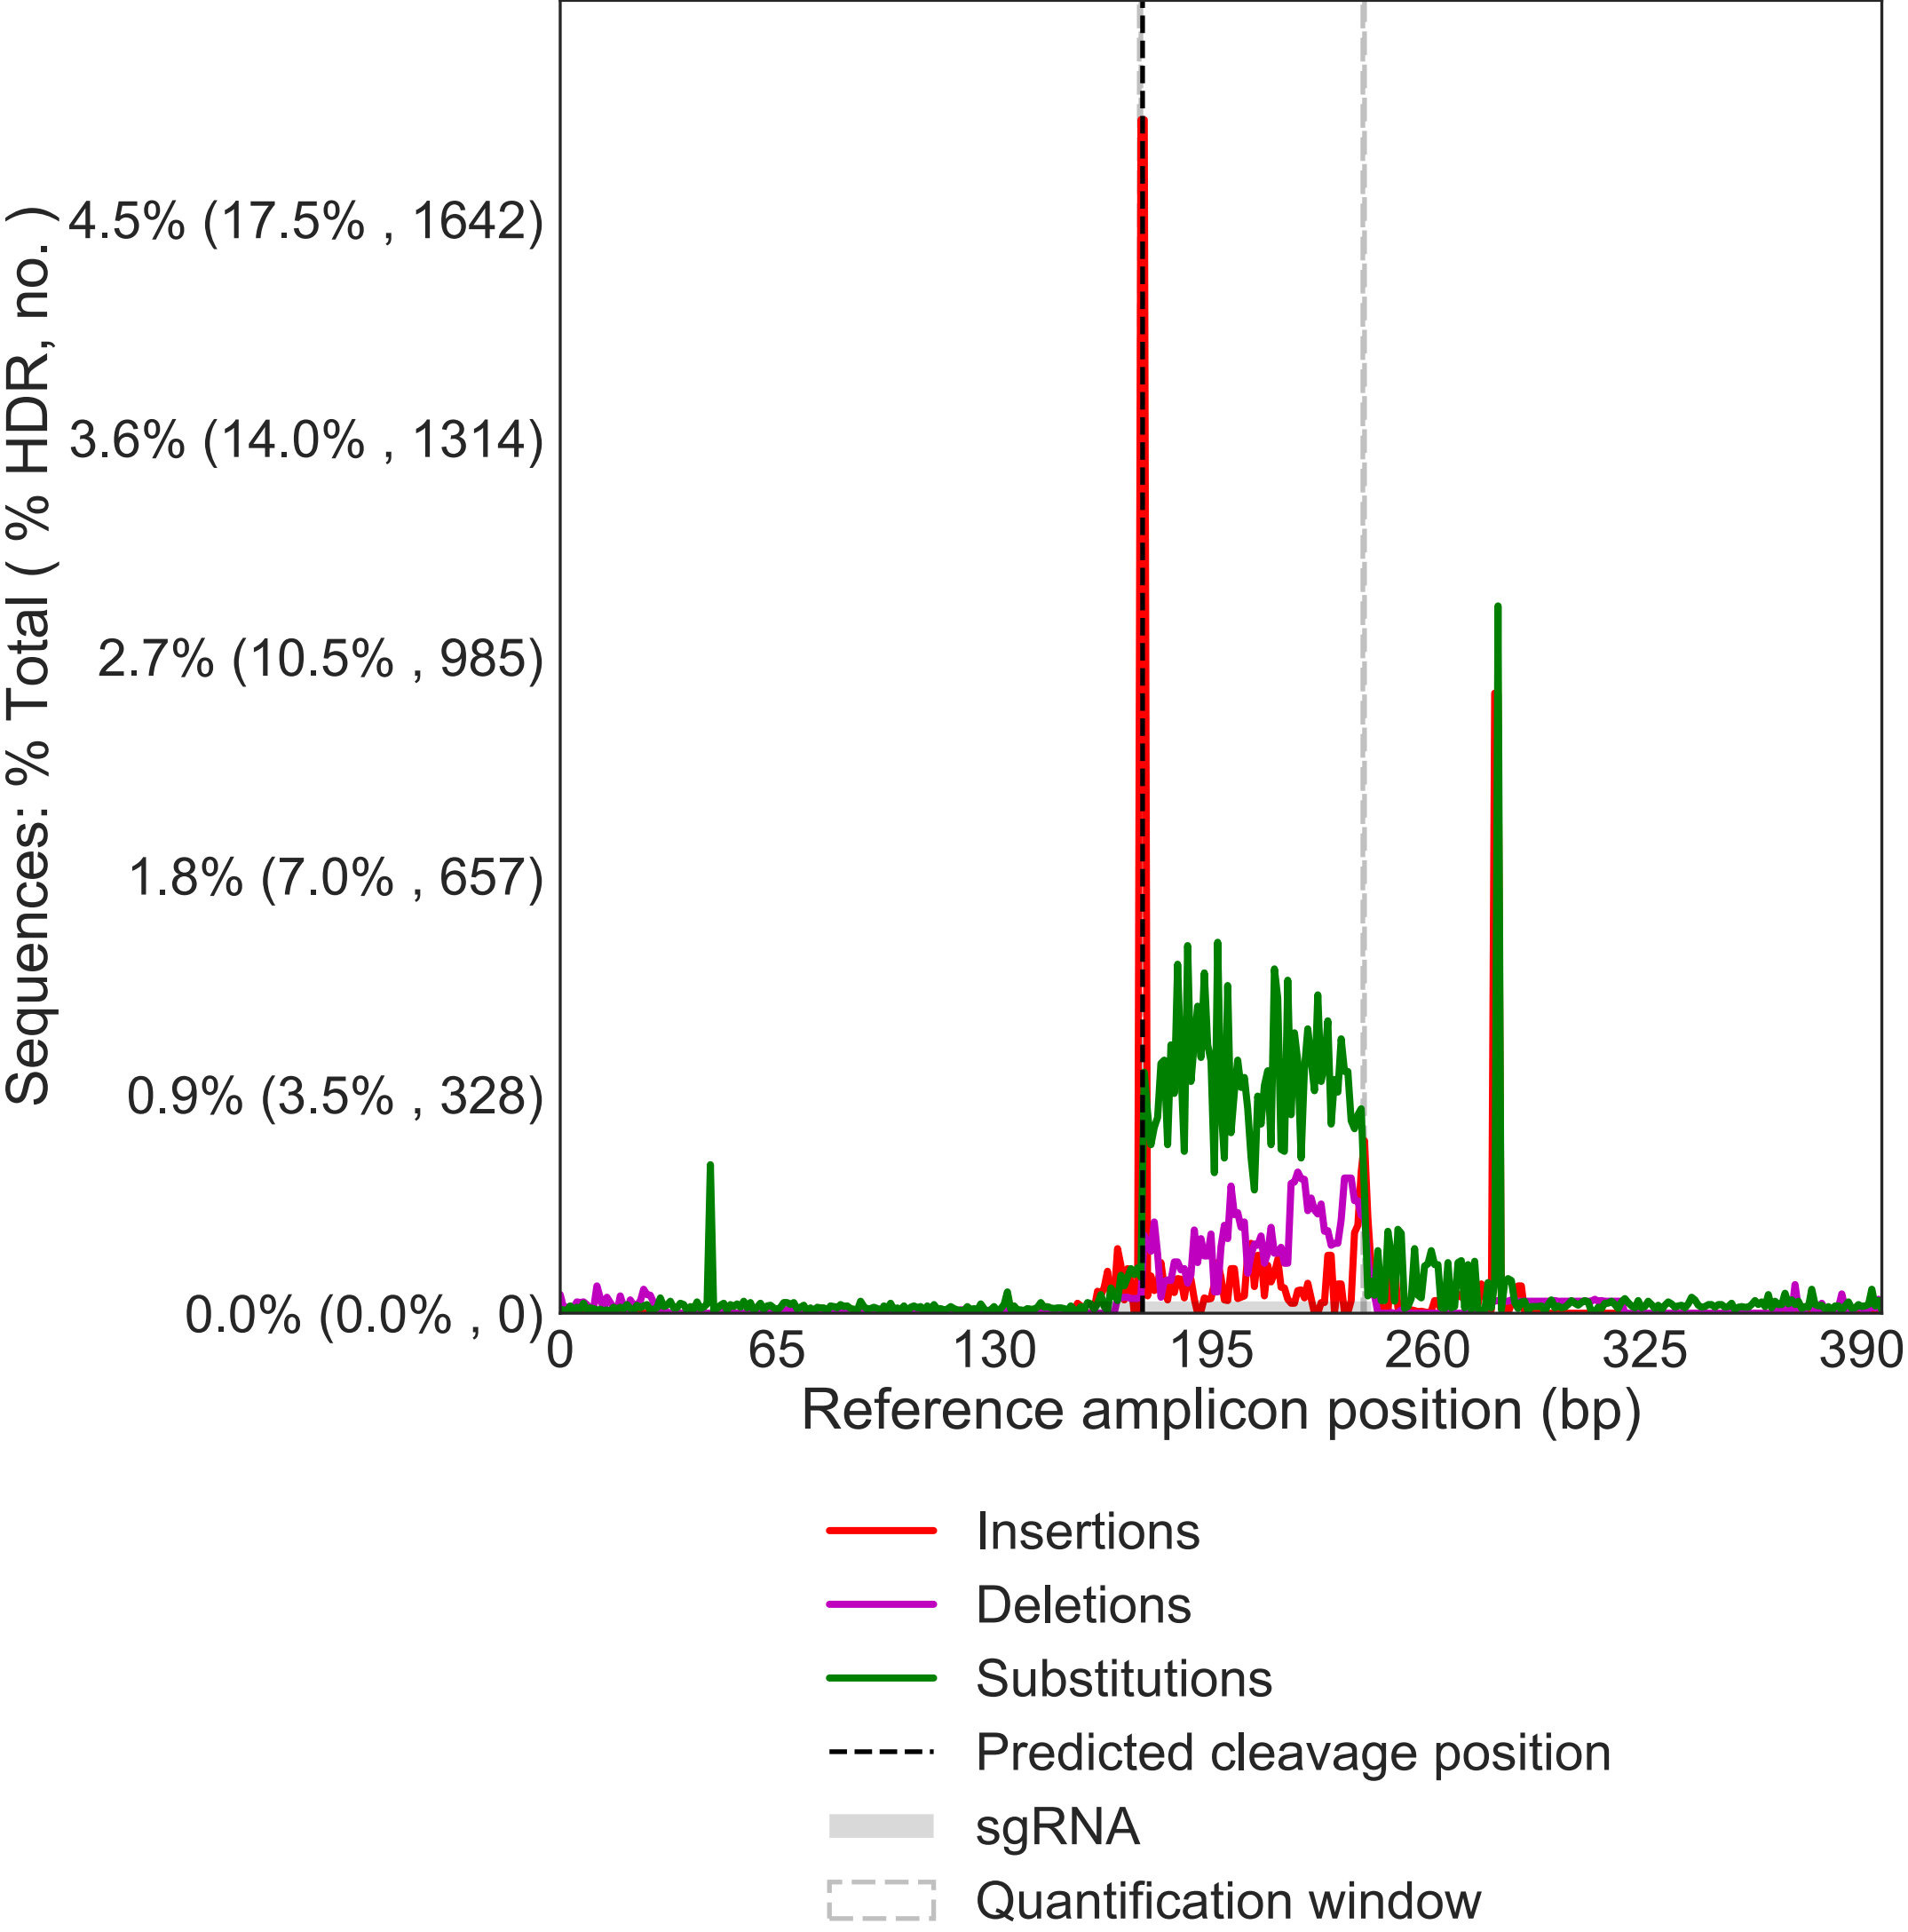 Sequences: % Total ( % HDR, no. )
4.5% (17.5% , 1642)
3.6% (14.0% , 1314)
2.7% (10.5% , 985)
1.8% (7.0% , 657)
0.9% (3.5% , 328)
0.0% (0.0% , 0)
0 65 130 195 260 325 390
Reference amplicon position (bp)
Insertions
Deletions
Substitutions
Predicted cleavage position
sgRNA
Quantification window